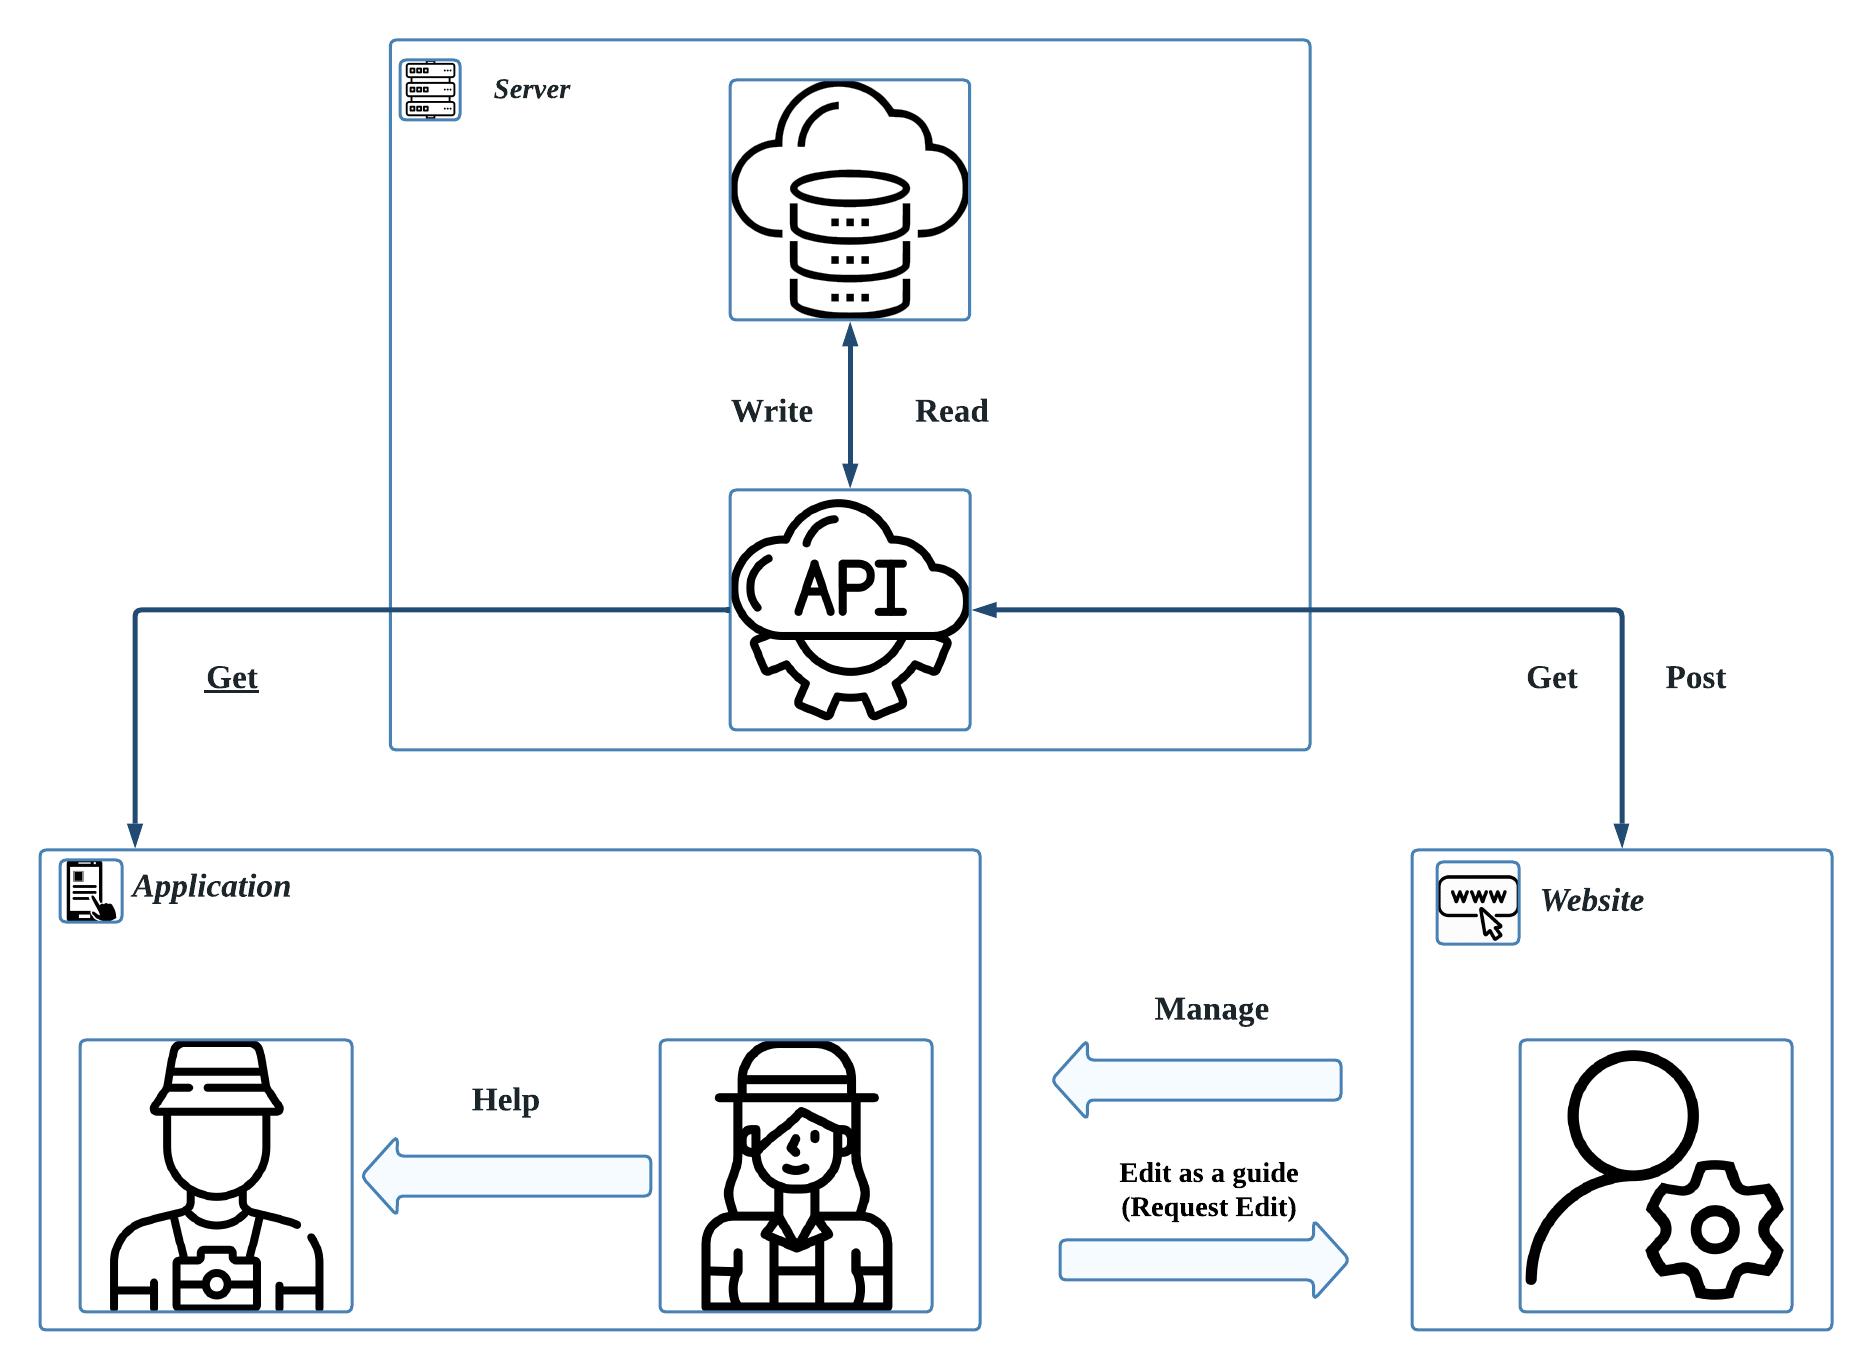 Server
Write
Read
API
Get
Get
Post
Application
www
Website
Manage
Help
Edit as a guide
(Request Edit)